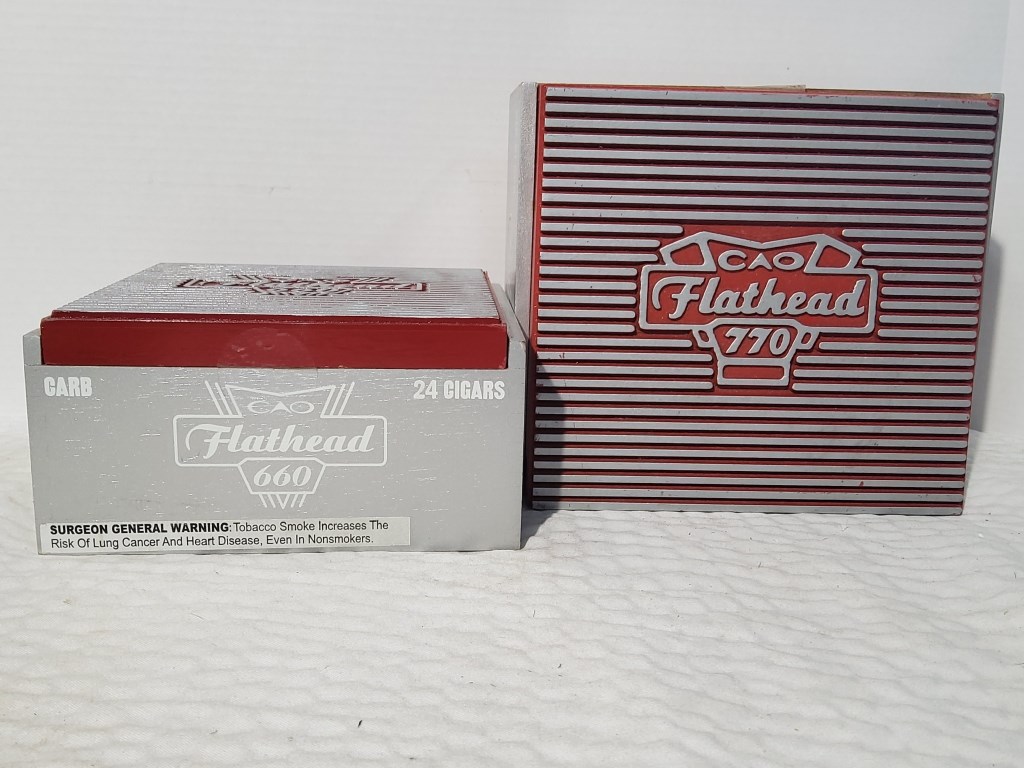 CARB
24 CIGARS
CAO
Flathead
660
SURGEON GENERAL WARNING: Tobacco Smoke Increases The
Risk Of Lung Cancer And Heart Disease, Even In Nonsmokers.
CAO
Flathead
770